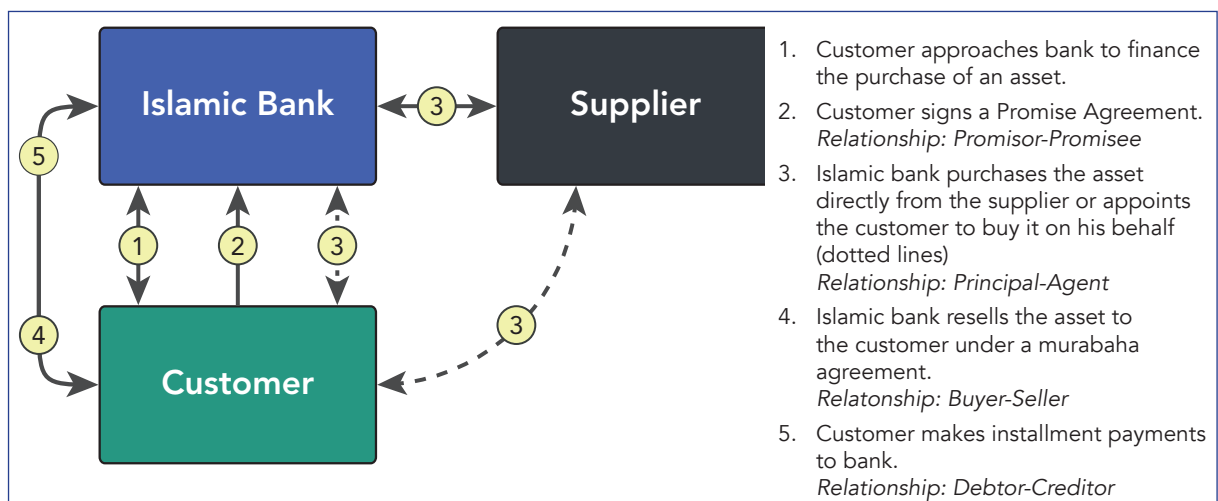 Islamic Bank
Supplier
3
5
1
2
3
4
3
Customer
1. Customer approaches bank to finance
the purchase of an asset.
2. Customer signs a Promise Agreement.
Relationship: Promisor-Promisee
3. Islamic bank purchases the asset
directly from the supplier or appoints
the customer to buy it on his behalf
(dotted lines)
Relationship: Principal-Agent
4. Islamic bank resells the asset to
the customer under a murabaha
agreement.
Relatonship: Buyer-Seller
5. Customer makes installment payments
to bank.
Relationship: Debtor-Creditor